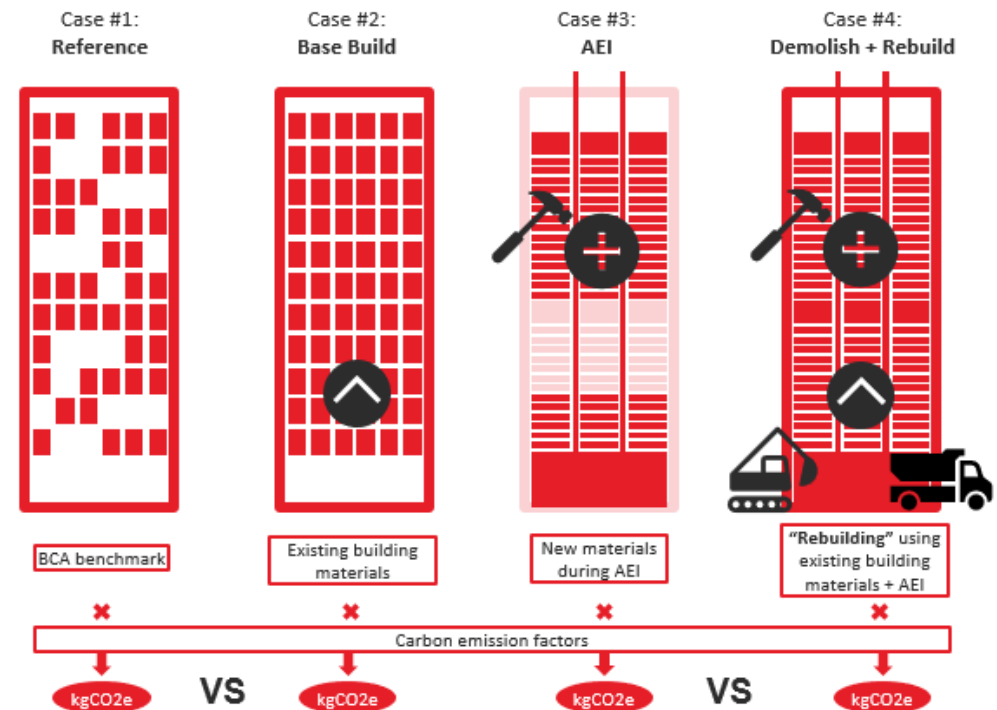 Case #1:
Reference
Case #2:
Base Build
Case #3:
AEI
Case #4:
Demolish + Rebuild
BCA benchmark
Existing building
materials
New materials
during AEI
“Rebuilding” using
existing building
materials + AEI
Carbon emission factors
kgCO2e
VS
kgCO2e
kgCO2e
VS
kgCO2e